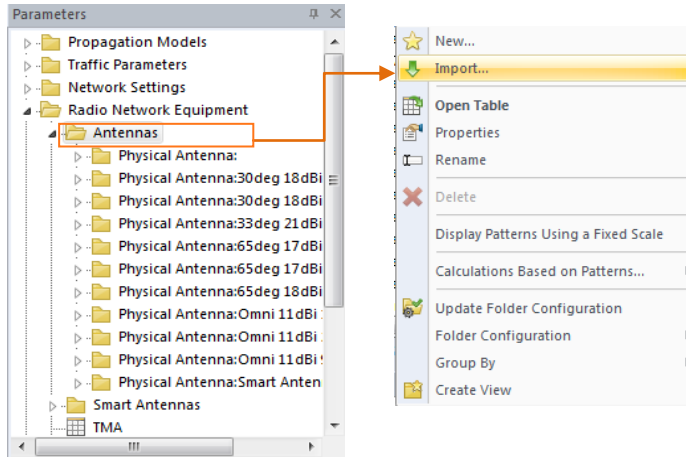 Parameters
Propagation Models
Traffic Parameters
Network Settings
Radio Network Equipment
Antennas
Physical Antenna:
Physical Antenna:30deg 18dBi
Physical Antenna:30deg 18dBi
Physical Antenna:33deg 21dBi
Physical Antenna:65deg 17dBi
Physical Antenna:65deg 17dBi
Physical Antenna:65deg 18dBi
Physical Antenna:Omni 11dBi
Physical Antenna:Omni 11dBi
Physical Antenna:Omni 11dBi
Physical Antenna:Smart Anten
Smart Antennas
TMA
New...
Import...
Open Table
Properties
Rename
Delete
Display Patterns Using a Fixed Scale
Calculations Based on Patterns...
Update Folder Configuration
Folder Configuration
Group By
Create View